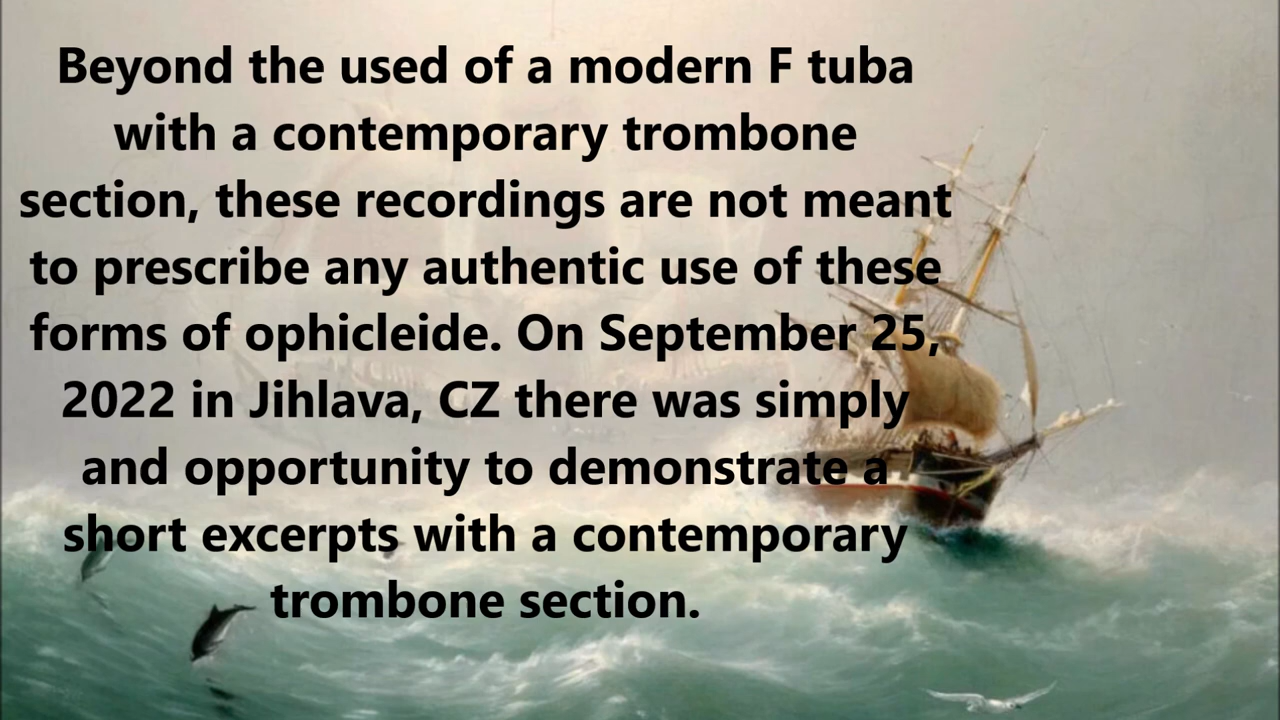 Beyond the used of a modern F tuba
with a contemporary trombone
section, these recordings are not meant
to prescribe any authentic use of these
forms of ophicleide. On September 25,
2022 in Jihlava, CZ there was simply
and opportunity to demonstrate a
short excerpts with a contemporary
trombone section.